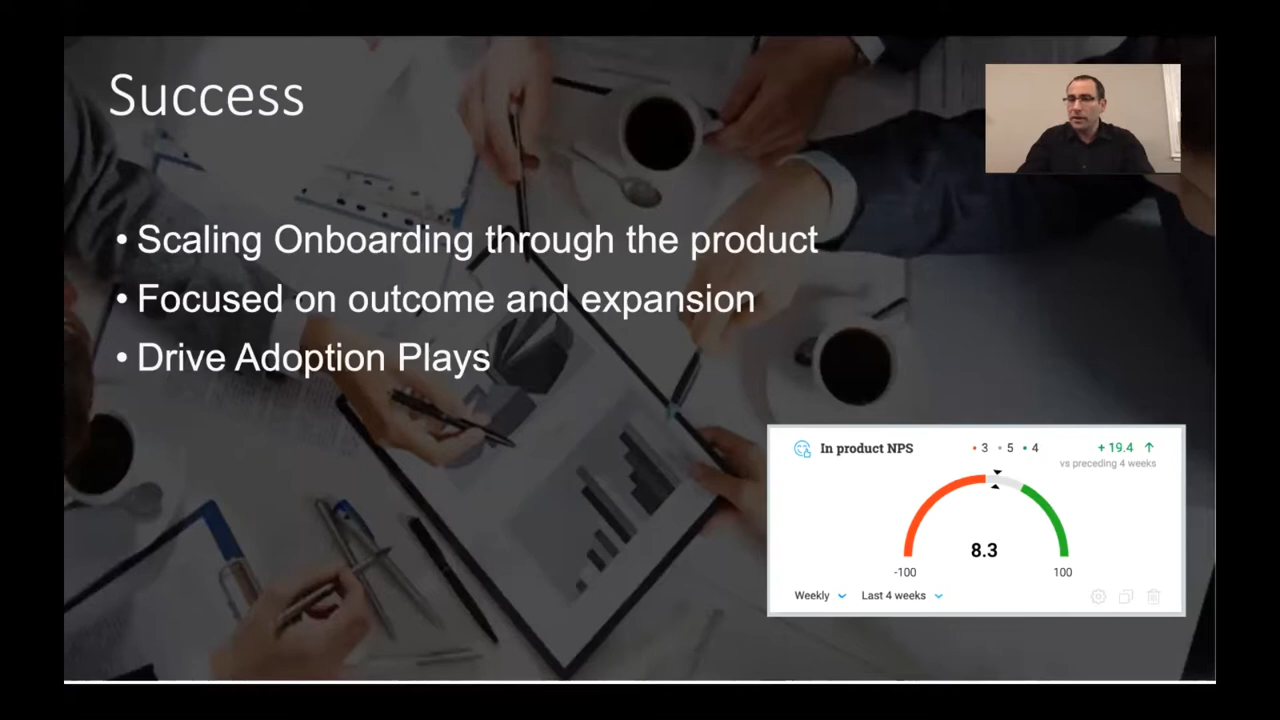 Success
• Scaling Onboarding through the product
• Focused on outcome and expansion
• Drive Adoption Plays
In product NPS
• 3 • 5 • 4
+ 19.4 ↑
vs preceding 4 weeks
8.3
-100
100
Weekly
Last 4 weeks